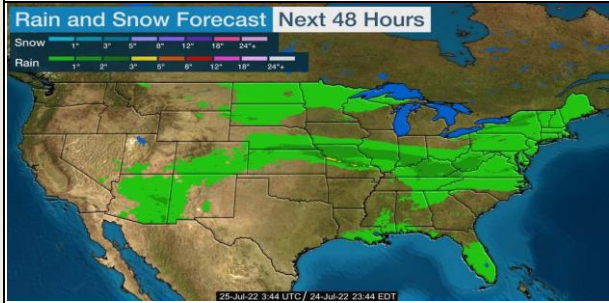 Rain and Snow Forecast Next 48 Hours
Snow
1" 3" 5" 8" 12" 18" 24"+
Rain
1" 2" 3" 5" 8" 12" 18" 24"+
25-Jul-22 3:44 UTC / 24-Jul-22 23:44 EDT